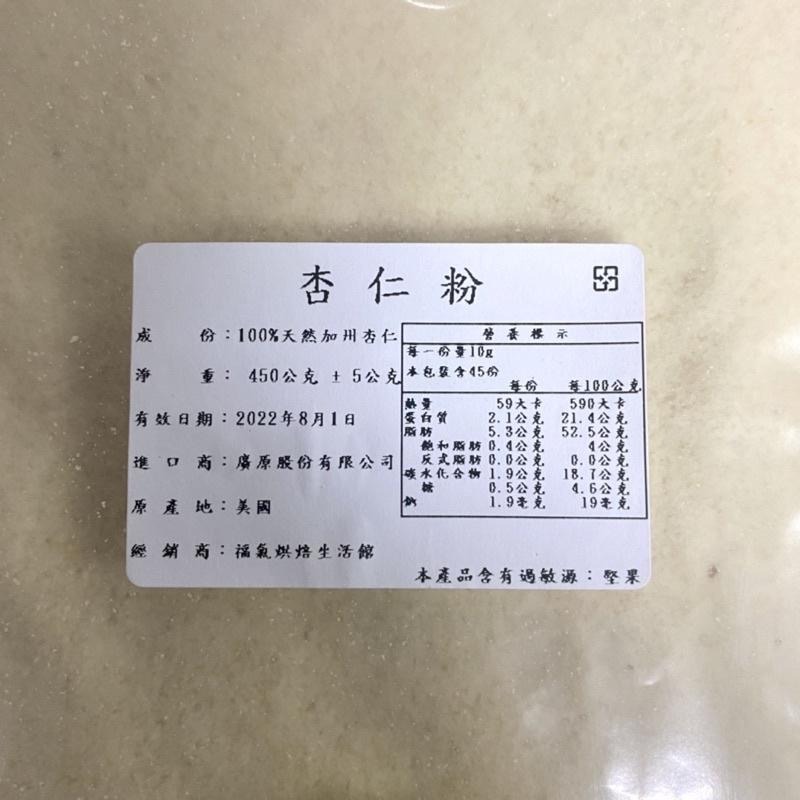 杏仁粉
成份：100%天然加州杏仁
淨重： 450公克 ± 5公克
有效日期：2022年8月1日
進口商：廣原股份有限公司
原產地：美國
經銷商：福氣烘焙生活館
營養標示
每一份量10g
本包裝含45份
每份 每100公克
熱量 59大卡 590大卡
蛋白質 2.1公克 21.4公克
脂肪 5.3公克 52.5公克
飽和脂肪 0.4公克 4公克
反式脂肪 0.0公克 0.0公克
碳水化合物 1.9公克 18.7公克
糖 0.5公克 4.6公克
鈉 1.9毫克 19毫克
本產品含有過敏源：堅果